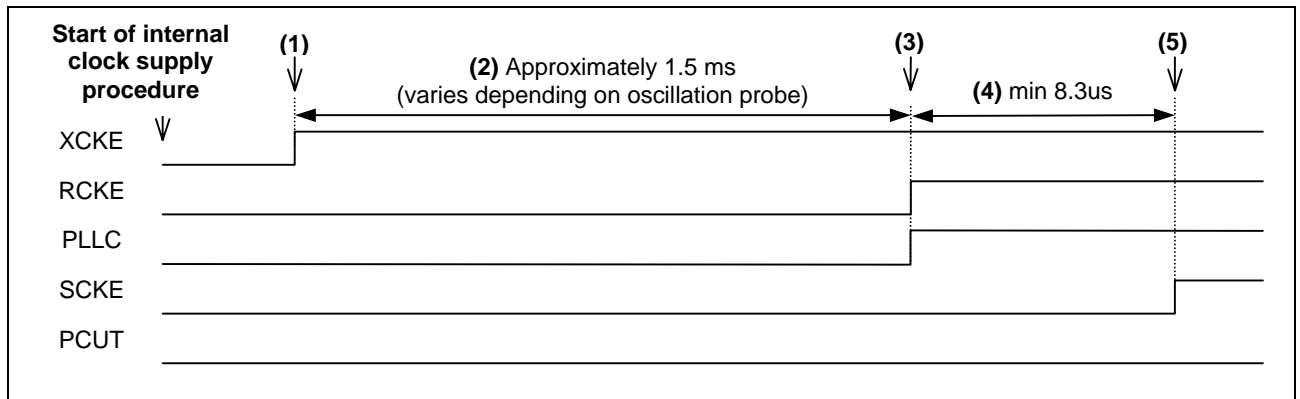 Start of internal
clock supply
procedure
(1)
(2) Approximately 1.5 ms
(varies depending on oscillation probe)
(3)
(4) min 8.3us
(5)
XCKE
RCKE
PLLC
SCKE
PCUT